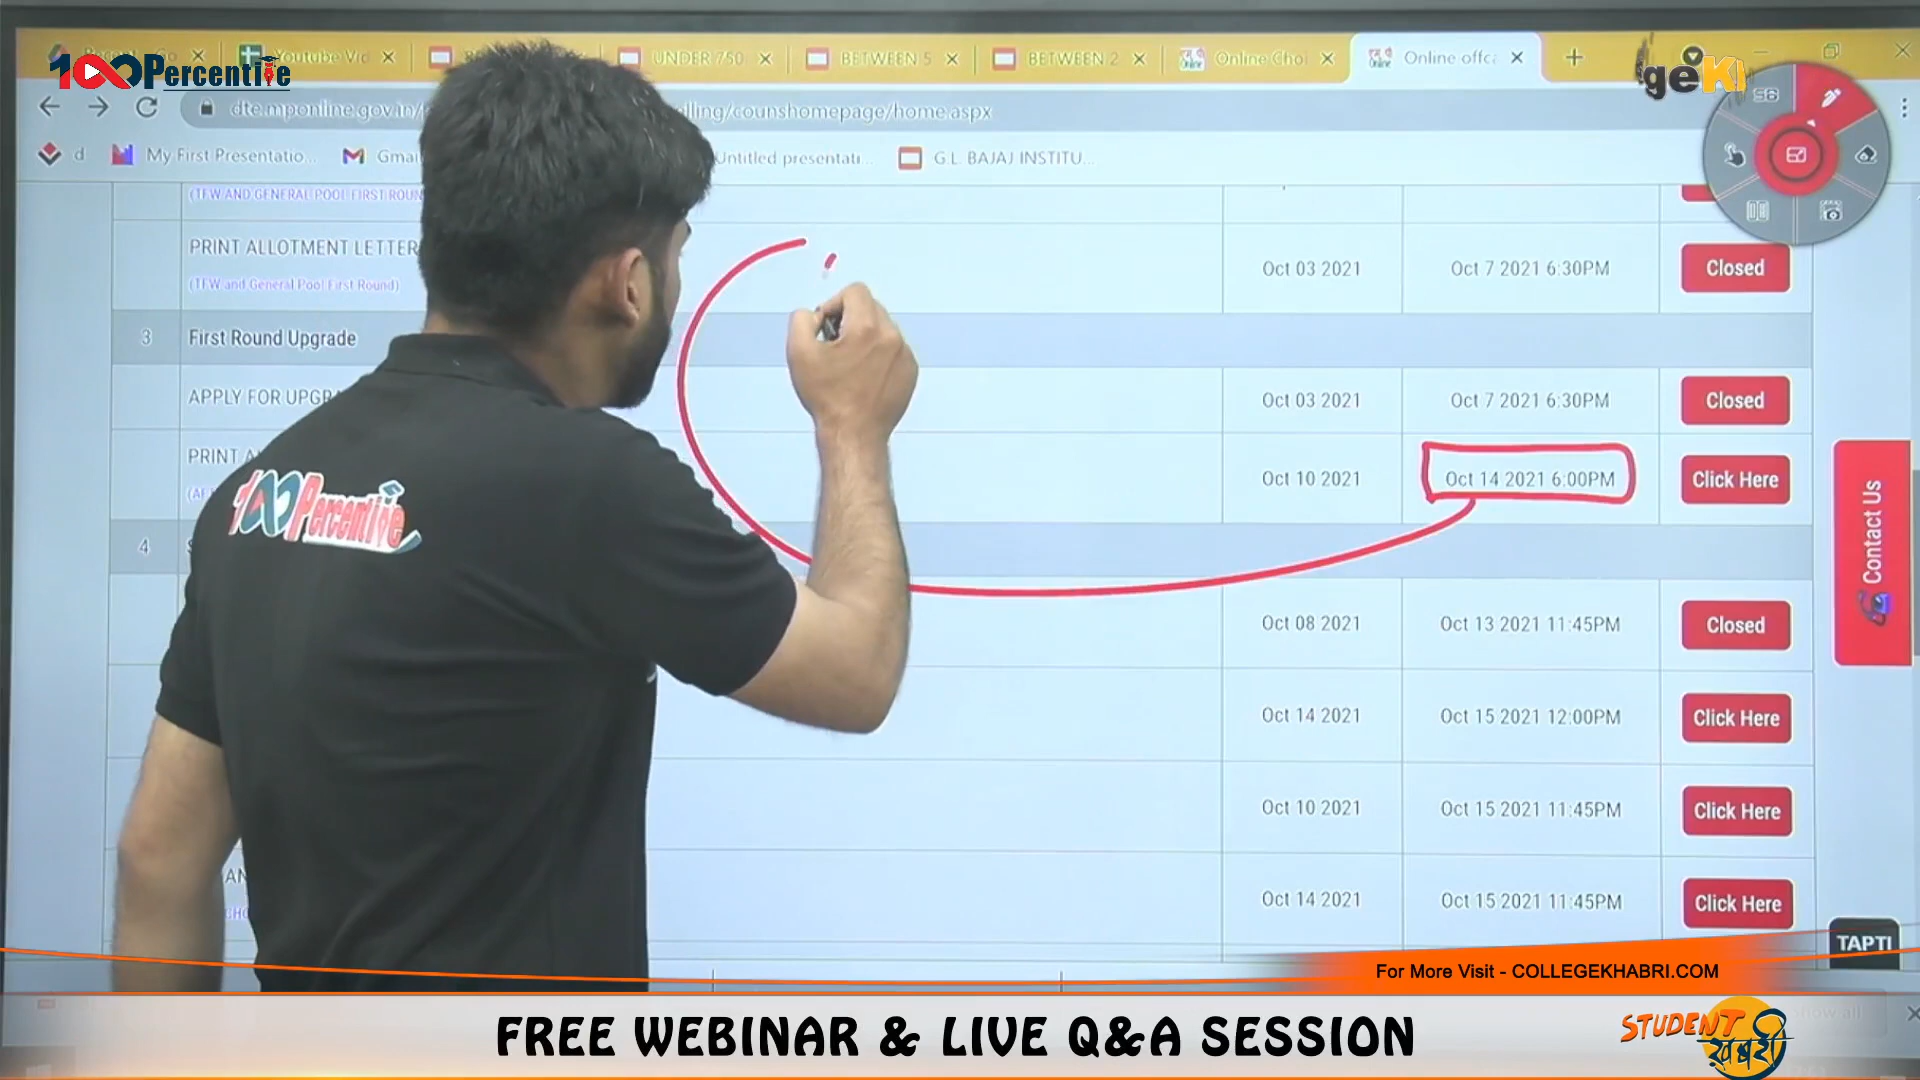 100Percentile
Youtube Vi
UNDER 750
BETWEEN 5
BETWEEN 2
Online Choi
Online offca
geKI
dte.mponline.gov.in/
lling/counshomepage/home.aspx
d
My First Presentatio...
Gmai
Untitled presentati...
G.L. BAJAJ INSTITU...
(TFW AND GENERAL POOL FIRST ROUN
PRINT ALLOTMENT LETTER
(TFW and General Pool First Round)
Oct 03 2021
Oct 7 2021 6:30PM
Closed
3
First Round Upgrade
APPLY FOR UPGRA
Oct 03 2021
Oct 7 2021 6:30PM
Closed
PRINT A
Oct 10 2021
Oct 14 2021 6:00PM
Click Here
100Percentile
4
Oct 08 2021
Oct 13 2021 11:45PM
Closed
Contact Us
Oct 14 2021
Oct 15 2021 12:00PM
Click Here
Oct 10 2021
Oct 15 2021 11:45PM
Click Here
AN
CHO
Oct 14 2021
Oct 15 2021 11:45PM
Click Here
TAPTI
For More Visit - COLLEGEKHABRI.COM
FREE WEBINAR & LIVE Q&A SESSION
STUDENT
ख़बरी
Show all